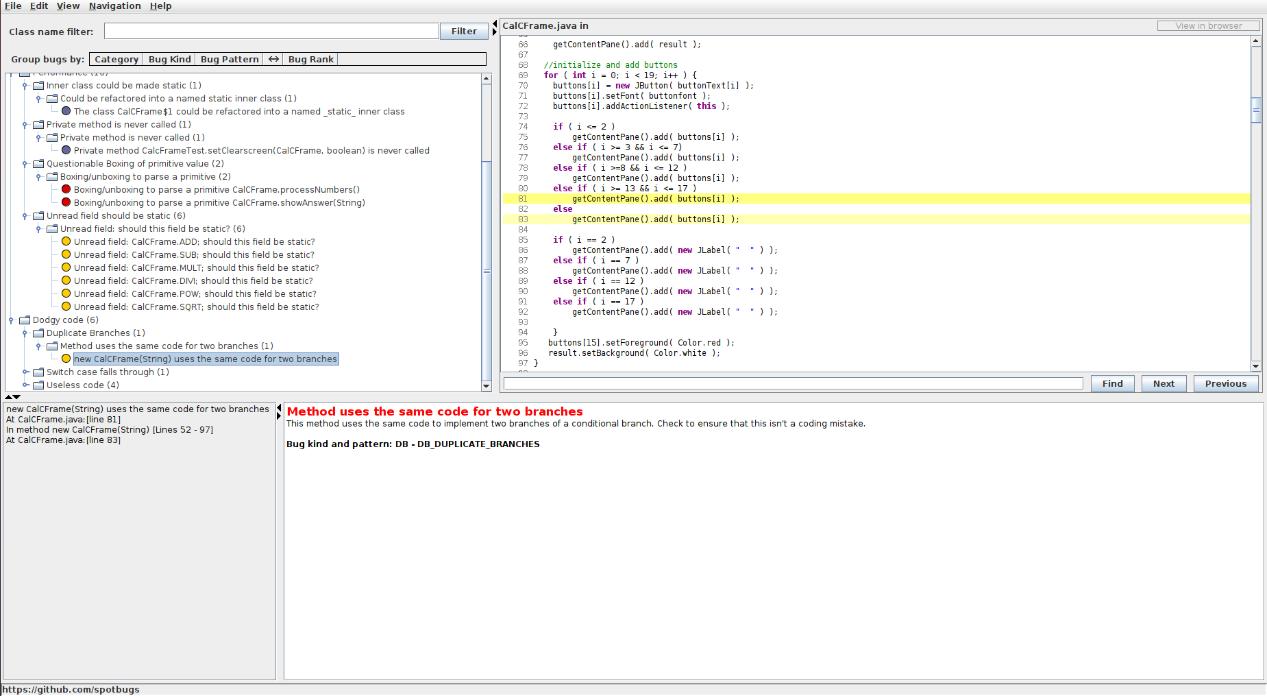 File Edit View Navigation Help
Class name filter:
Filter
Group bugs by: Category Bug Kind Bug Pattern ↔ Bug Rank
Inner class could be made static (1)
Could be refactored into a named static inner class (1)
The class CalCFrame$1 could be refactored into a named _static_ inner class
Private method is never called (1)
Private method is never called (1)
Private method CalcFrameTest.setClearscreen(CalCFrame, boolean) is never called
Questionable Boxing of primitive value (2)
Boxing/unboxing to parse a primitive (2)
Boxing/unboxing to parse a primitive CalCFrame.processNumbers()
Boxing/unboxing to parse a primitive CalCFrame.showAnswer(String)
Unread field should be static (6)
Unread field: should this field be static? (6)
Unread field: CalCFrame.ADD; should this field be static?
Unread field: CalCFrame.SUB; should this field be static?
Unread field: CalCFrame.MULT; should this field be static?
Unread field: CalCFrame.DIVI; should this field be static?
Unread field: CalCFrame.POW; should this field be static?
Unread field: CalCFrame.SQRT; should this field be static?
Dodgy code (6)
Duplicate Branches (1)
Method uses the same code for two branches (1)
new CalCFrame(String) uses the same code for two branches
Switch case falls through (1)
Useless code (4)
CalCFrame.java in
View in browser
66 getContentPane().add( result );
67
68 //initialize and add buttons
69 for ( int i = 0; i < 19; i++ ) {
70 buttons[i] = new JButton( buttonText[i] );
71 buttons[i].setFont( buttonfont );
72 buttons[i].addActionListener( this );
73
74 if ( i <= 2 )
75 getContentPane().add( buttons[i] );
76 else if ( i >= 3 && i <= 7)
77 getContentPane().add( buttons[i] );
78 else if ( i >=8 && i <= 12 )
79 getContentPane().add( buttons[i] );
80 else if ( i >= 13 && i <= 17 )
81 getContentPane().add( buttons[i] );
82 else
83 getContentPane().add( buttons[i] );
84
85 if ( i == 2 )
86 getContentPane().add( new JLabel( "  " ) );
87 else if ( i == 7 )
88 getContentPane().add( new JLabel( "  " ) );
89 else if ( i == 12 )
90 getContentPane().add( new JLabel( "  " ) );
91 else if ( i == 17 )
92 getContentPane().add( new JLabel( "  " ) );
93
94 }
95 buttons[15].setForeground( Color.red );
96 result.setBackground( Color.white );
97 }
Find Next Previous
new CalCFrame(String) uses the same code for two branches
At CalCFrame.java:[line 81]
In method new CalCFrame(String) [Lines 52 - 97]
At CalCFrame.java:[line 83]
Method uses the same code for two branches
This method uses the same code to implement two branches of a conditional branch. Check to ensure that this isn't a coding mistake.
Bug kind and pattern: DB - DB_DUPLICATE_BRANCHES
https://github.com/spotbugs